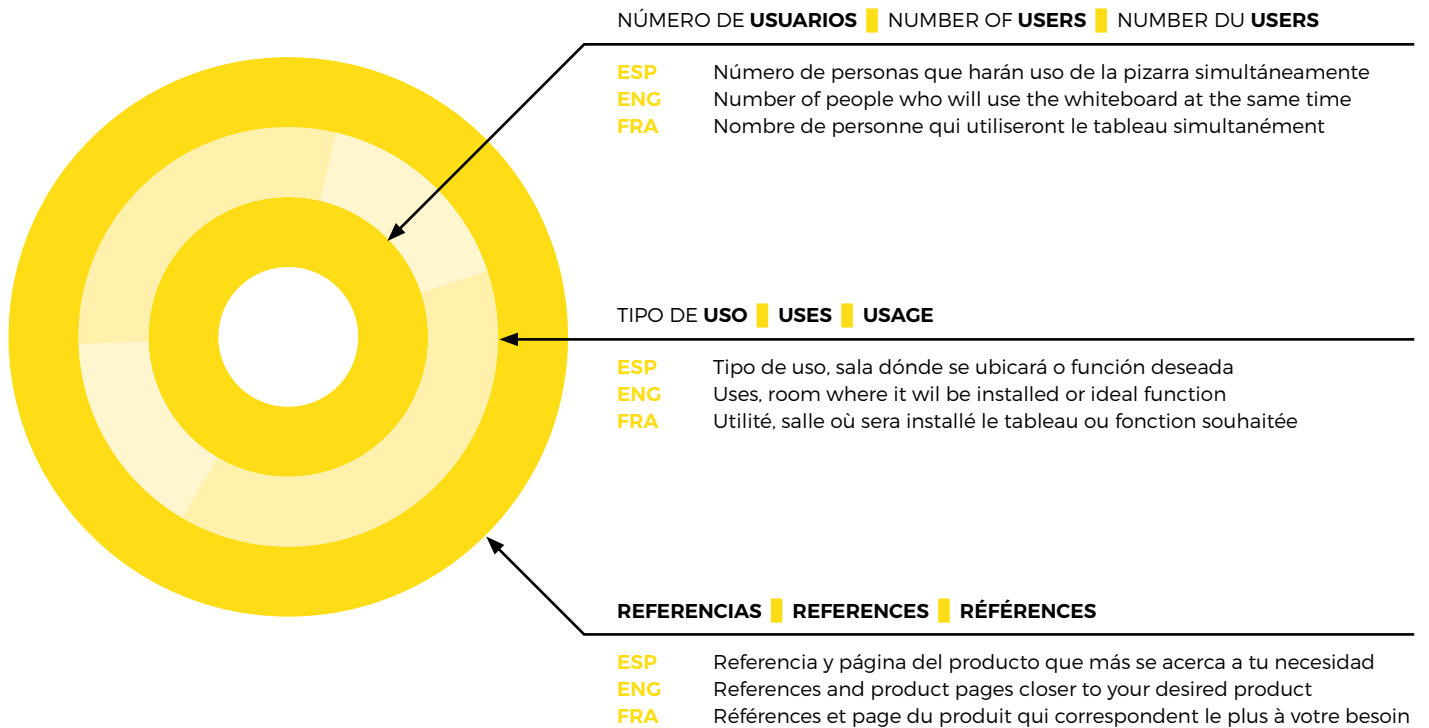 NÚMERO DE USUARIOS NUMBER OF USERS NUMBER DU USERS
ESP Número de personas que harán uso de la pizarra simultáneamente
ENG Number of people who will use the whiteboard at the same time
FRA Nombre de personne qui utiliseront le tableau simultanément
TIPO DE USO USES USAGE
ESP Tipo de uso, sala dónde se ubicará o función deseada
ENG Uses, room where it wil be installed or ideal function
FRA Utilité, salle où sera installé le tableau ou fonction souhaitée
REFERENCIAS REFERENCES RÉFÉRENCES
ESP Referencia y página del producto que más se acerca a tu necesidad
ENG References and product pages closer to your desired product
FRA Références et page du produit qui correspondent le plus à votre besoin